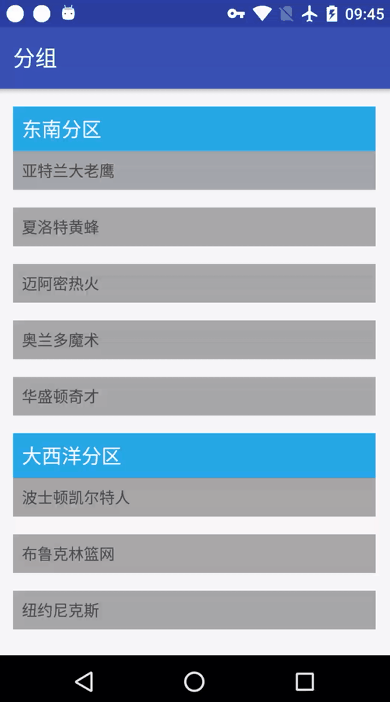 09:45
分组
东南分区
亚特兰大老鹰
夏洛特黄蜂
迈阿密热火
奥兰多魔术
华盛顿奇才
大西洋分区
波士顿凯尔特人
布鲁克林篮网
纽约尼克斯